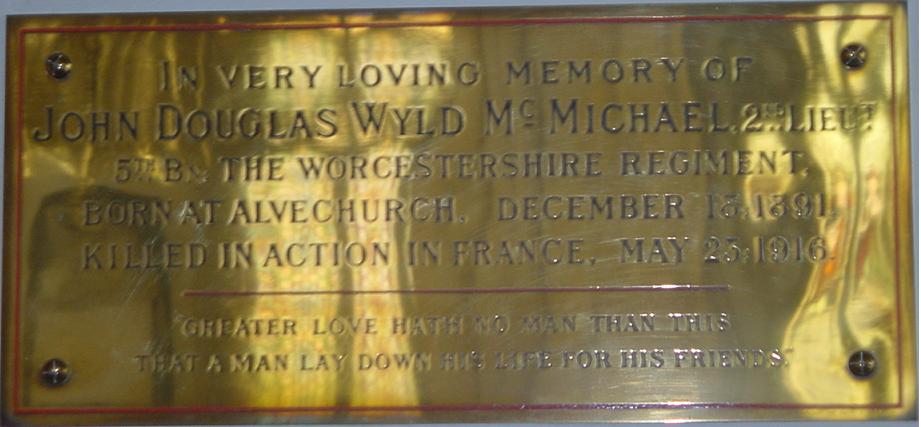 IN VERY LOVING MEMORY OF
JOHN DOUGLAS WYLD McMICHAEL, 2ND LIEUT
5TH BN THE WORCESTERSHIRE REGIMENT.
BORN AT ALVECHURCH, DECEMBER 13, 1891,
KILLED IN ACTION IN FRANCE, MAY 23, 1916.
"GREATER LOVE HATH NO MAN THAN THIS
THAT A MAN LAY DOWN HIS LIFE FOR HIS FRIENDS."